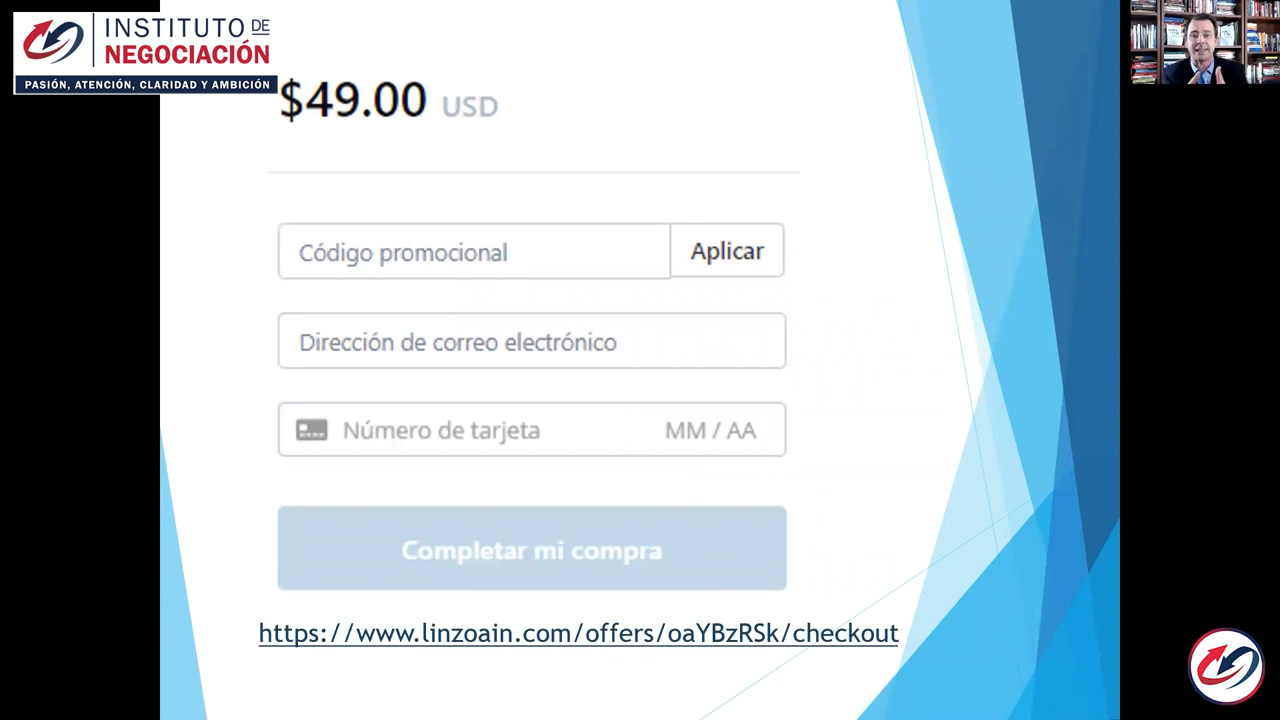 INSTITUTO DE
NEGOCIACIÓN
PASIÓN, ATENCIÓN, CLARIDAD Y AMBICIÓN
$49.00 USD
Código promocional Aplicar
Dirección de correo electrónico
Número de tarjeta MM / AA
Completar mi compra
https://www.linzoain.com/offers/oaYBzRSk/checkout